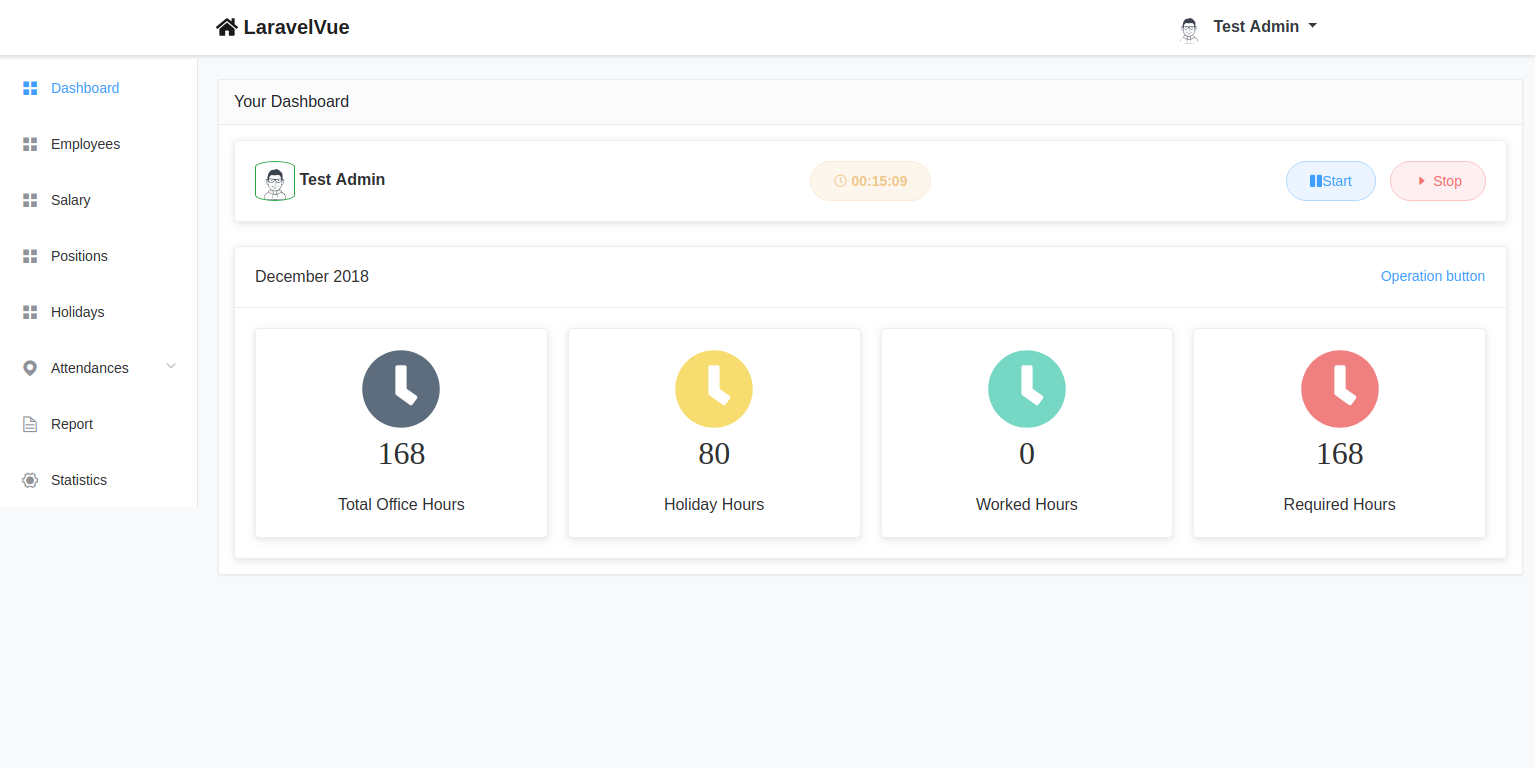 LaravelVue
Test Admin
Dashboard
Employees
Salary
Positions
Holidays
Attendances
Report
Statistics
Your Dashboard
Test Admin
00:15:09
Start
Stop
December 2018
Operation button
168
Total Office Hours
80
Holiday Hours
0
Worked Hours
168
Required Hours